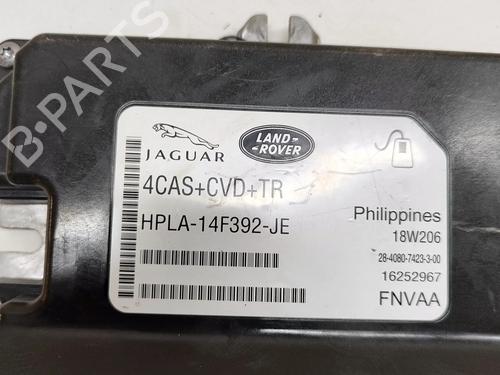 B-PARTS
JAGUAR
LAND-
-ROVER
4CAS+CVD+TR
HPLA-14F392-JE
Philippines
18W206
28-4080-7423-3-00
16252967
FNVAA